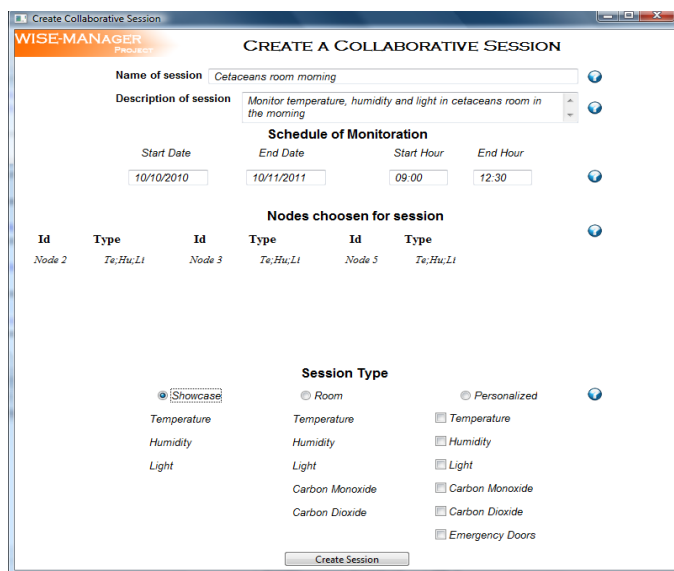 Create Collaborative Session
WISE-MANAGER
PROJECT
CREATE A COLLABORATIVE SESSION
Name of session Cetaceans room morning
Description of session Monitor temperature, humidity and light in cetaceans room in
the morning
Schedule of Monitoration
Start Date End Date Start Hour End Hour
10/10/2010 10/11/2011 09:00 12:30
Nodes choosen for session
Id Type Id Type Id Type
Node 2 Te;Hu;Li Node 3 Te;Hu;Li Node 5 Te;Hu;Li
Session Type
Showcase Room Personalized
Temperature Temperature Temperature
Humidity Humidity Humidity
Light Light Light
Carbon Monoxide Carbon Monoxide
Carbon Dioxide Carbon Dioxide
Emergency Doors
Create Session